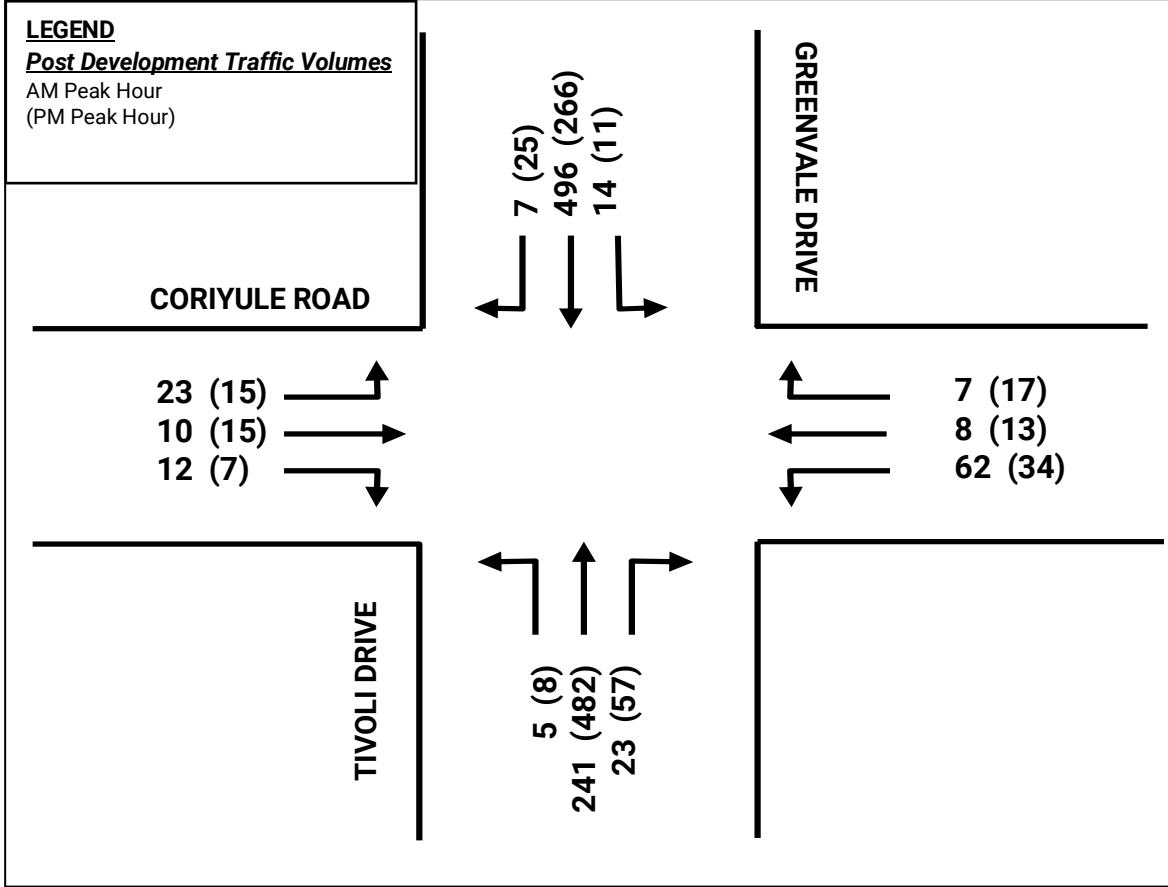 LEGEND
Post Development Traffic Volumes
AM Peak Hour
(PM Peak Hour)
7 (25)
496 (266)
14 (11)
GREENVALE DRIVE
CORIYULE ROAD
23 (15)
10 (15)
12 (7)
7 (17)
8 (13)
62 (34)
TIVOLI DRIVE
5 (8)
241 (482)
23 (57)